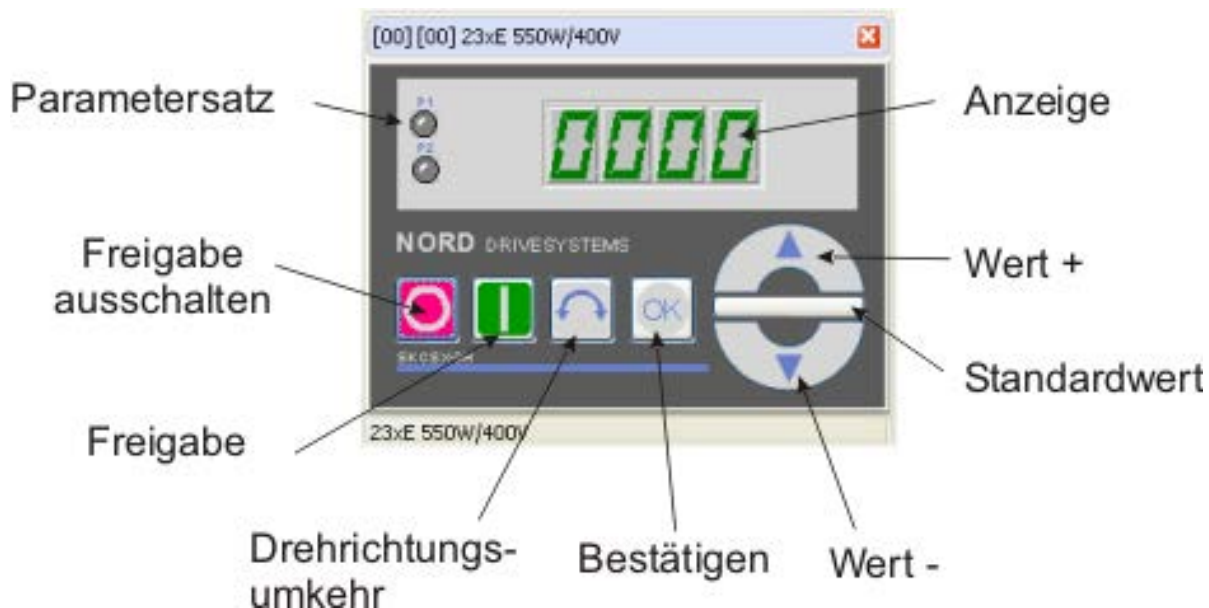 [00] [00] 23xE 550W/400V
Parametersatz
P1
P2
0000
Anzeige
NORD DRIVESYSTEMS
Freigabe
ausschalten
OK
Wert +
Standardwert
23xE 550W/400V
Freigabe
Drehrichtungs-
umkehr
Bestätigen
Wert -